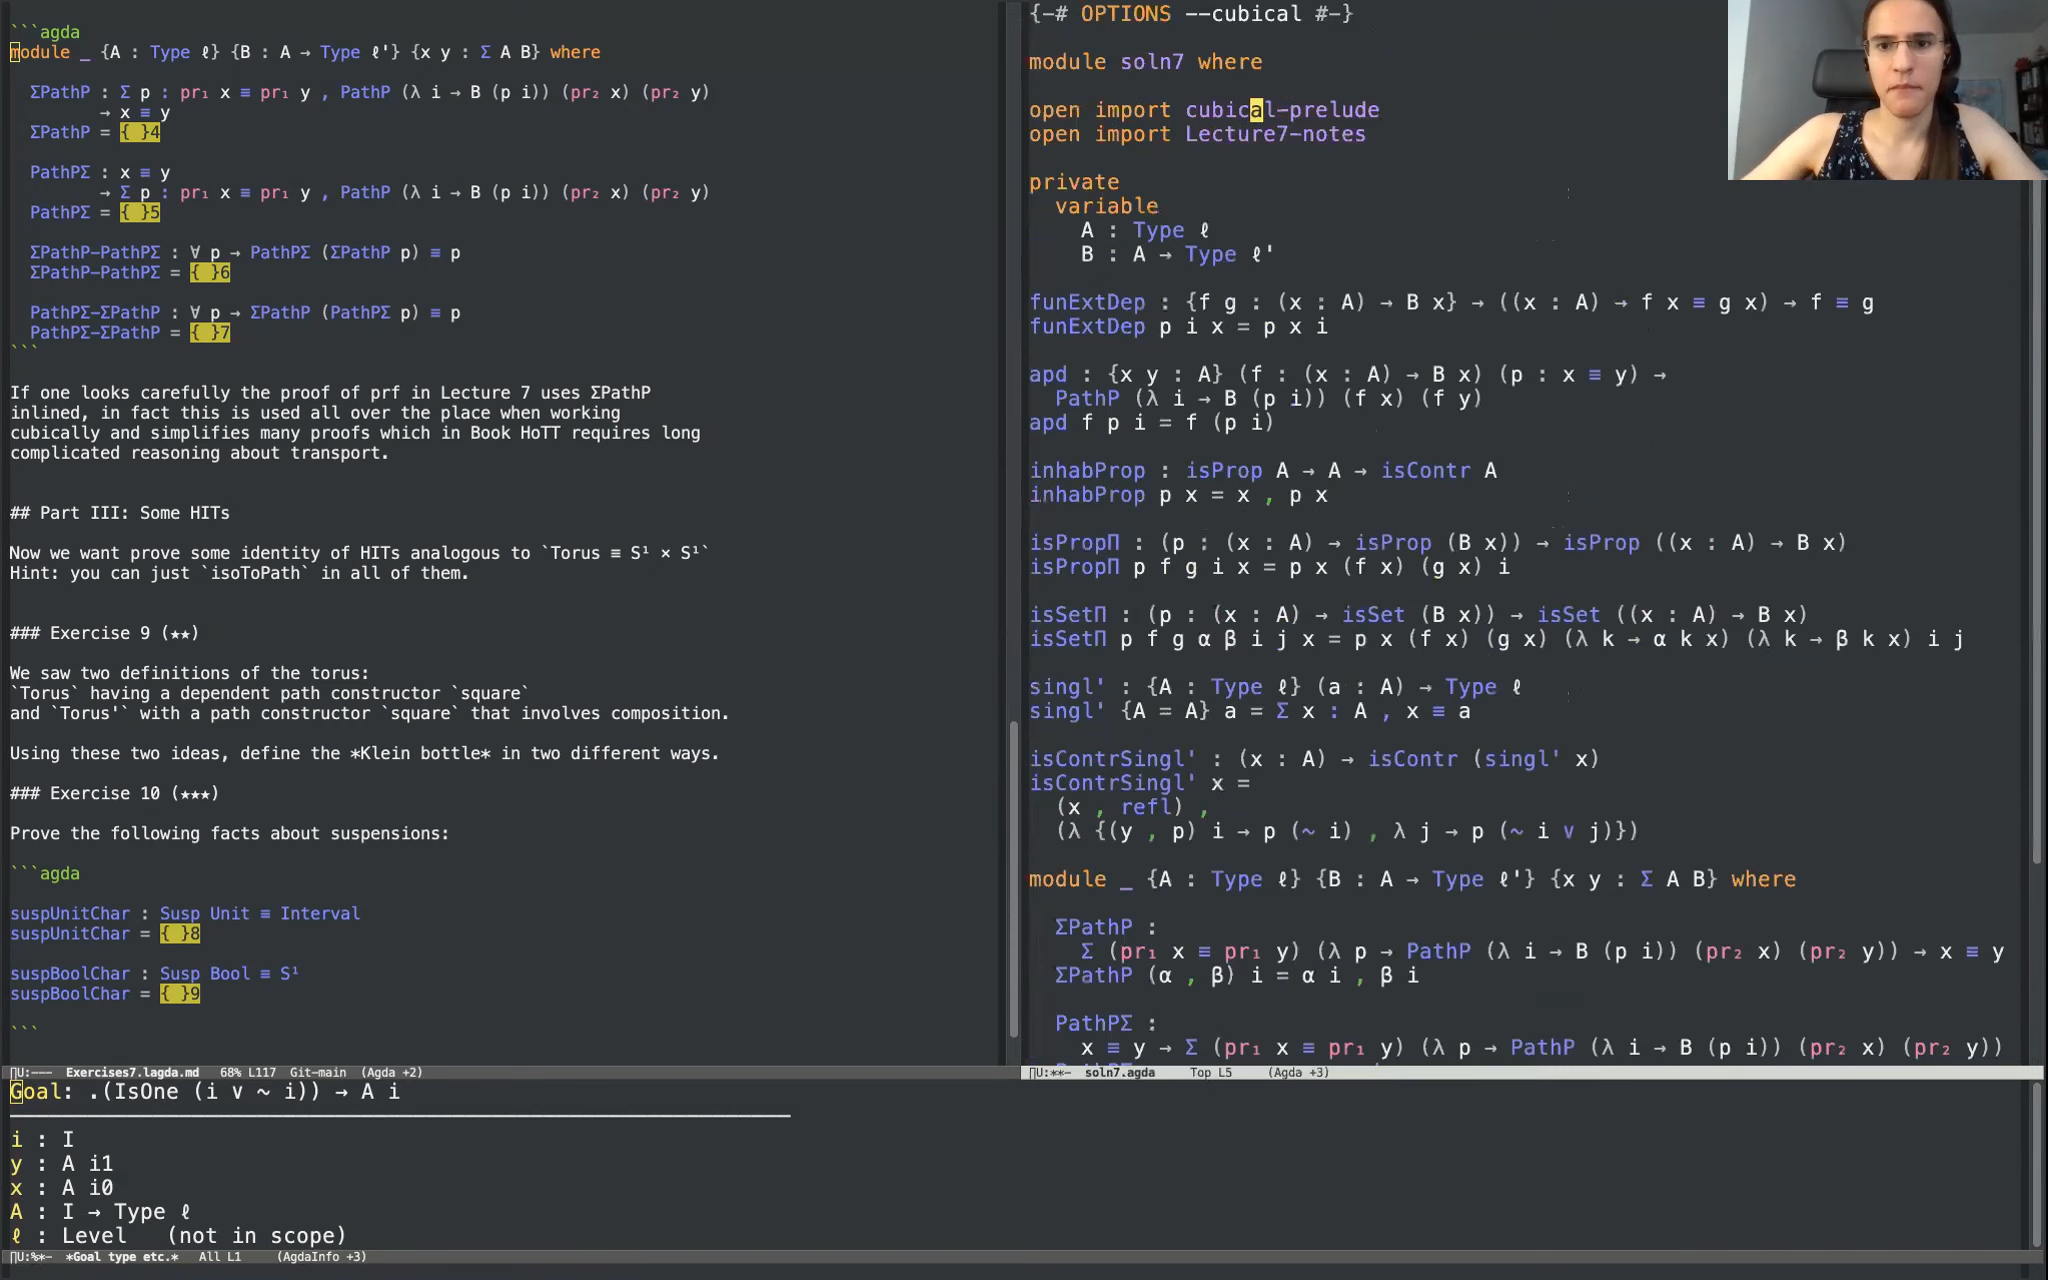 ```agda
module _ {A : Type ℓ} {B : A → Type ℓ'} {x y : Σ A B} where
ΣPathP : Σ p : pr₁ x ≡ pr₁ y , PathP (λ i → B (p i)) (pr₂ x) (pr₂ y)
→ x ≡ y
ΣPathP = { }4
PathPΣ : x ≡ y
→ Σ p : pr₁ x ≡ pr₁ y , PathP (λ i → B (p i)) (pr₂ x) (pr₂ y)
PathPΣ = { }5
ΣPathP-PathPΣ : ∀ p → PathPΣ (ΣPathP p) ≡ p
ΣPathP-PathPΣ = { }6
PathPΣ-ΣPathP : ∀ p → ΣPathP (PathPΣ p) ≡ p
PathPΣ-ΣPathP = { }7
```
If one looks carefully the proof of prf in Lecture 7 uses ΣPathP
inlined, in fact this is used all over the place when working
cubically and simplifies many proofs which in Book HoTT requires long
complicated reasoning about transport.
## Part III: Some HITs
Now we want prove some identity of HITs analogous to `Torus ≡ S¹ × S¹`
Hint: you can just `isoToPath` in all of them.
### Exercise 9 (★★)
We saw two definitions of the torus:
`Torus` having a dependent path constructor `square`
and `Torus'` with a path constructor `square` that involves composition.
Using these two ideas, define the *Klein bottle* in two different ways.
### Exercise 10 (★★★)
Prove the following facts about suspensions:
```agda
suspUnitChar : Susp Unit ≡ Interval
suspUnitChar = { }8
suspBoolChar : Susp Bool ≡ S¹
suspBoolChar = { }9
```
U:--- Exercises7.lagda.md 68% L117 Git-main (Agda +2)
{-# OPTIONS --cubical #-}
module soln7 where
open import cubical-prelude
open import Lecture7-notes
private
variable
A : Type ℓ
B : A → Type ℓ'
funExtDep : {f g : (x : A) → B x} → ((x : A) → f x ≡ g x) → f ≡ g
funExtDep p i x = p x i
apd : {x y : A} (f : (x : A) → B x) (p : x ≡ y) →
PathP (λ i → B (p i)) (f x) (f y)
apd f p i = f (p i)
inhabProp : isProp A → A → isContr A
inhabProp p x = x , p x
isPropΠ : (p : (x : A) → isProp (B x)) → isProp ((x : A) → B x)
isPropΠ p f g i x = p x (f x) (g x) i
isSetΠ : (p : (x : A) → isSet (B x)) → isSet ((x : A) → B x)
isSetΠ p f g α β i j x = p x (f x) (g x) (λ k → α k x) (λ k → β k x) i j
singl' : {A : Type ℓ} (a : A) → Type ℓ
singl' {A = A} a = Σ x : A , x ≡ a
isContrSingl' : (x : A) → isContr (singl' x)
isContrSingl' x =
(x , refl) ,
(λ {(y , p) i → p (~ i) , λ j → p (~ i ∨ j)})
module _ {A : Type ℓ} {B : A → Type ℓ'} {x y : Σ A B} where
ΣPathP :
Σ (pr₁ x ≡ pr₁ y) (λ p → PathP (λ i → B (p i)) (pr₂ x) (pr₂ y)) → x ≡ y
ΣPathP (α , β) i = α i , β i
PathPΣ :
x ≡ y → Σ (pr₁ x ≡ pr₁ y) (λ p → PathP (λ i → B (p i)) (pr₂ x) (pr₂ y))
U:**- soln7.agda Top L5 (Agda +3)
Goal: .(IsOne (i ∨ ~ i)) → A i
i : I
y : A i1
x : A i0
A : I → Type ℓ
ℓ : Level (not in scope)
U:%*- *Goal type etc.* All L1 (AgdaInfo +3)